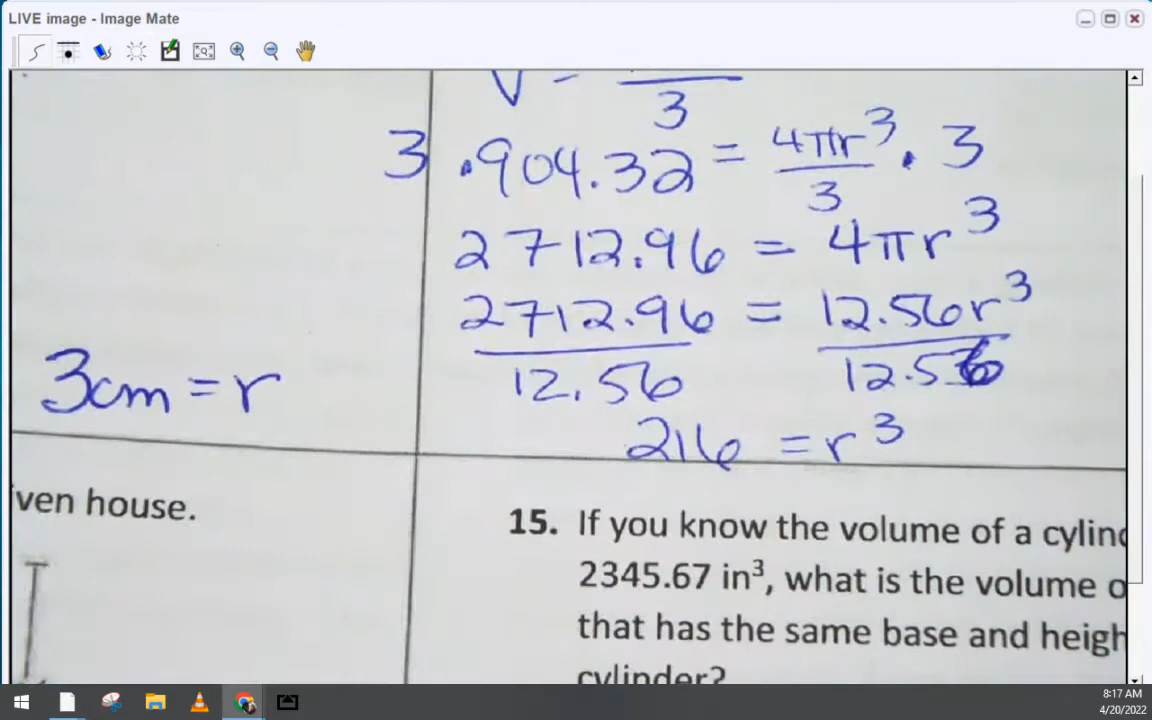 LIVE image - Image Mate
V =
3
3 . 904.32 = 4πr³/3 . 3
2712.96 = 4πr³
2712.96/12.56 = 12.56r³/12.56
3cm = r
216 = r³
ven house.
15. If you know the volume of a cylin
2345.67 in³, what is the volume o
that has the same base and heigh
cylinder?
8:17 AM
4/20/2022